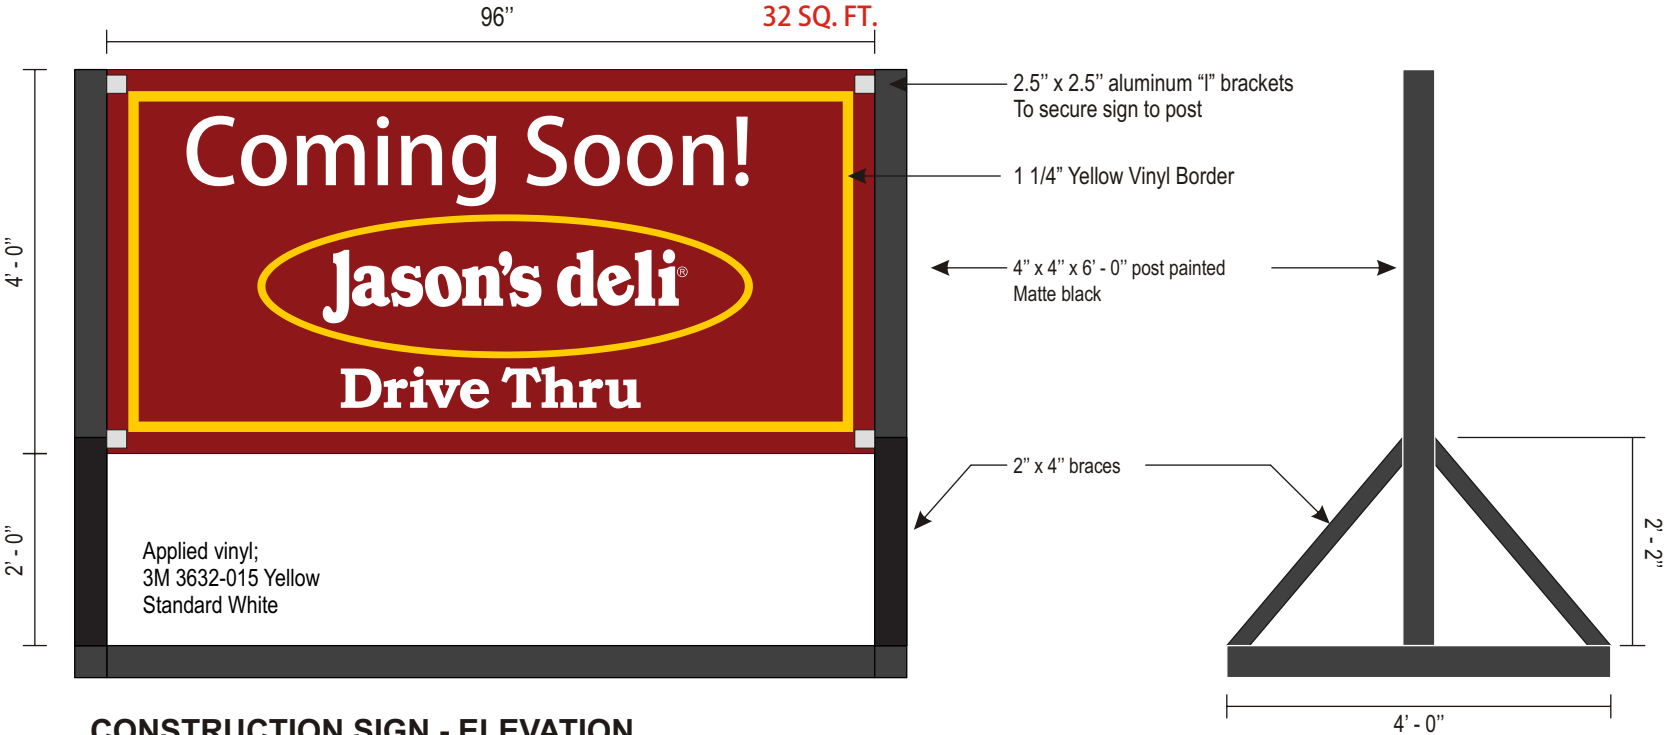 96’’
32 SQ. FT.
4’ - 0’’
2’ - 0’’
Coming Soon!
Jason's deli®
Drive Thru
2.5’’ x 2.5’’ aluminum “l” brackets
To secure sign to post
1 1/4” Yellow Vinyl Border
4’’ x 4’’ x 6’ - 0’’ post painted
Matte black
2’’ x 4’’ braces
Applied vinyl;
3M 3632-015 Yellow
Standard White
2’ - 2’’
4’ - 0’’
CONSTRUCTION SIGN - ELEVATION